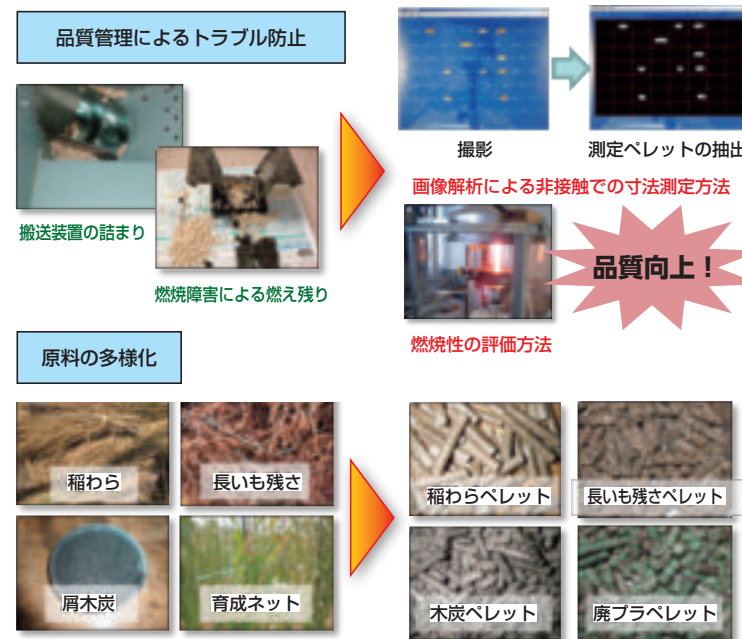 品質管理によるトラブル防止
撮影
測定ペレットの抽出
搬送装置の詰まり
燃焼障害による燃え残り
画像解析による非接触での寸法測定方法
品質向上！
燃焼性の評価方法
原料の多様化
稲わら
長いも残さ
屑木炭
育成ネット
稲わらペレット
長いも残さペレット
木炭ペレット
廃プラペレット